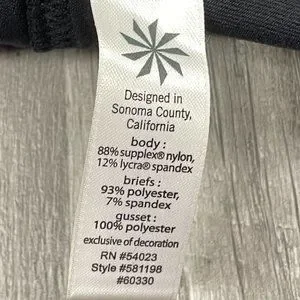 Designed in
Sonoma County,
California
body :
88% supplex® nylon,
12% lycra® spandex
briefs :
93% polyester,
7% spandex
gusset :
100% polyester
exclusive of decoration
RN #54023
Style #581198
#60330